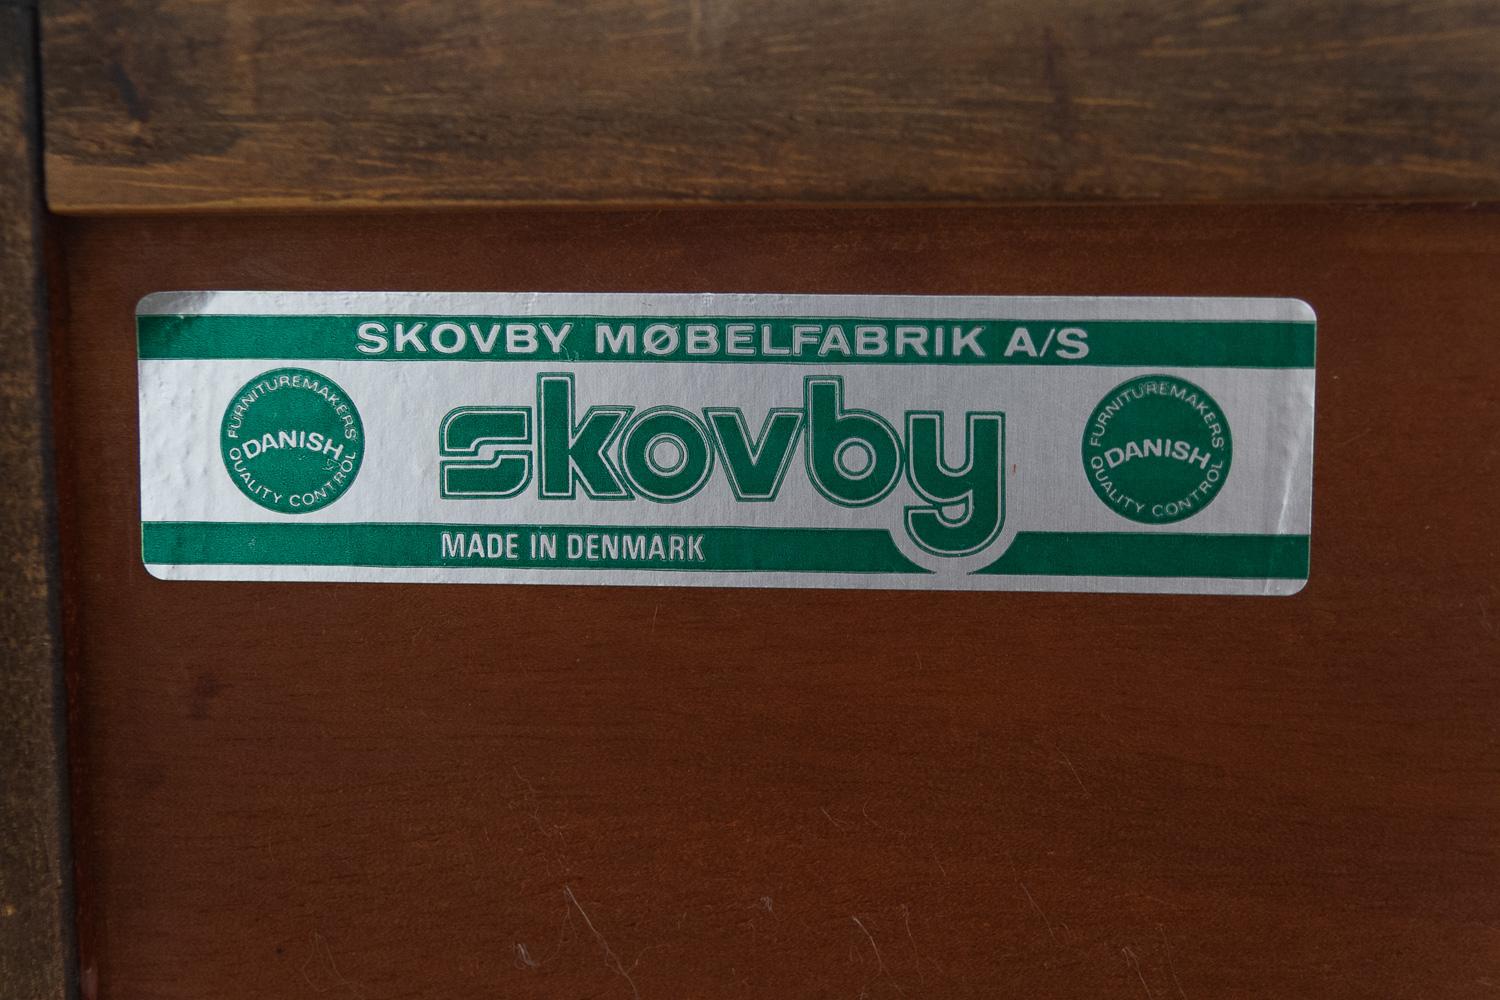 SKOVBY MØBELFABRIK A/S
FURNITUREMAKERS'
DANISH
QUALITY CONTROL
skovby
FURNITUREMAKERS'
DANISH
QUALITY CONTROL
MADE IN DENMARK